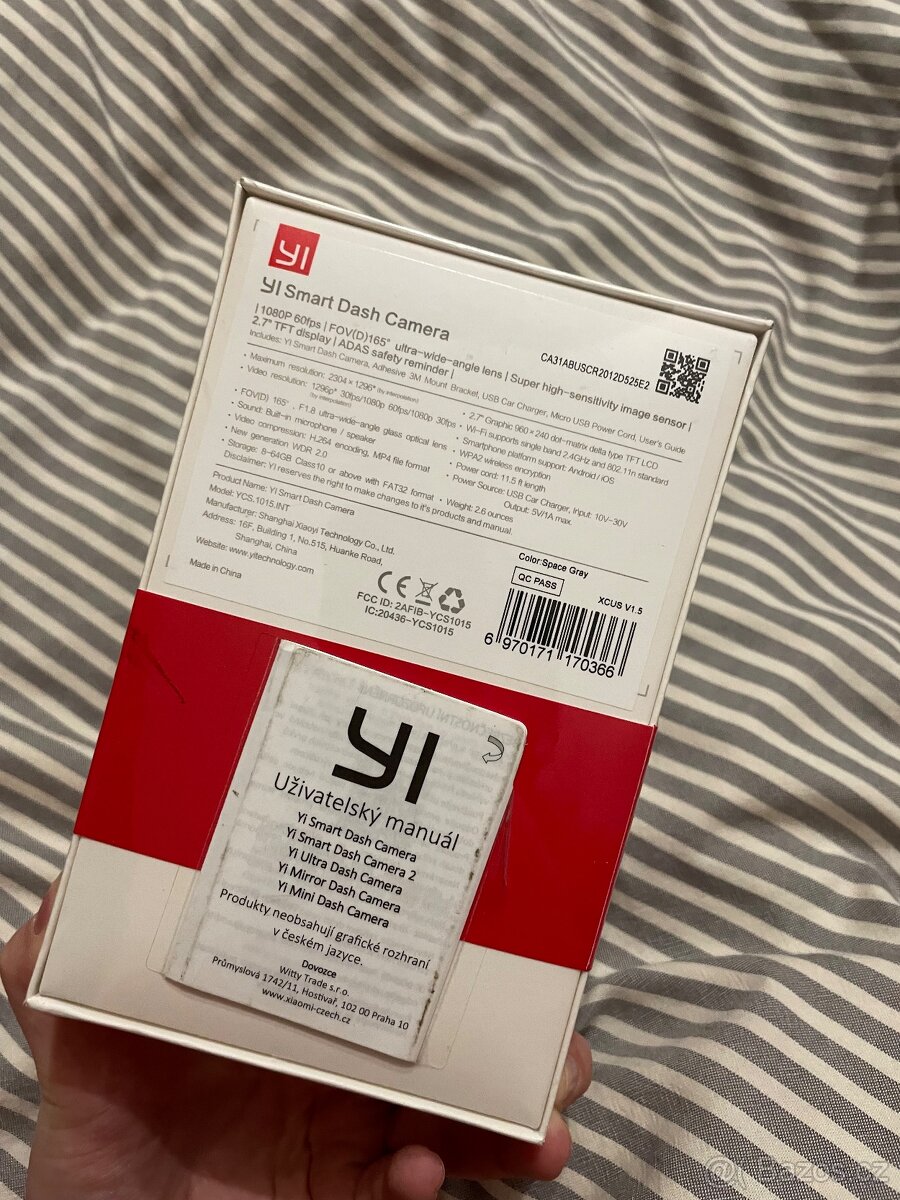 YI
YI Smart Dash Camera
| 1080P 60fps | FOV(D)165° ultra-wide-angle lens | Super high-sensitivity image sensor |
2.7" TFT display | ADAS safety reminder |
Includes: YI Smart Dash Camera, Adhesive 3M Mount Bracket, USB Car Charger, Micro USB Power Cord, User's Guide
CA31ABUSCR2012D525E2
• Maximum resolution: 2304×1296* (by interpolation)
• Video resolution: 1296p* 30fps/1080p 60fps/1080p 30fps
(by interpolation)
• FOV(D) 165°, F1.8 ultra-wide-angle glass optical lens
• Sound: Built-in microphone / speaker
• Video compression: H.264 encoding, MP4 file format
• New generation WDR 2.0
• Storage: 8-64GB Class10 or above with FAT32 format
• 2.7" Graphic 960×240 dot-matrix delta type TFT LCD
• Wi-Fi supports single band 2.4GHz and 802.11n standard
• Smartphone platform support: Android / iOS
• WPA2 wireless encryption
• Power cord: 11.5 ft length
• Power Source: USB Car Charger, Input: 10V-30V
Output: 5V/1A max.
• Weight: 2.6 ounces
Disclaimer: YI reserves the right to make changes to it's products and manual.
Product Name: YI Smart Dash Camera
Model: YCS.1015.INT
Manufacturer: Shanghai Xiaoyi Technology Co., Ltd.
Address: 16F, Building 1, No.515, Huanke Road,
Shanghai, China
Website: www.yitechnology.com
Made in China
CE
FCC ID: 2AFIB-YCS1015
IC:20436-YCS1015
Color:Space Gray
QC PASS
XCUS V1.5
6 970171 170366
YI
Uživatelský manuál
Yi Smart Dash Camera
Yi Smart Dash Camera 2
Yi Ultra Dash Camera
Yi Mirror Dash Camera
Yi Mini Dash Camera
Produkty neobsahují grafické rozhraní
v českém jazyce.
Dovozce
Witty Trade s.r.o.
Průmyslová 1742/11, Hostivař, 102 00 Praha 10
www.xiaomi-czech.cz
Bazos.cz